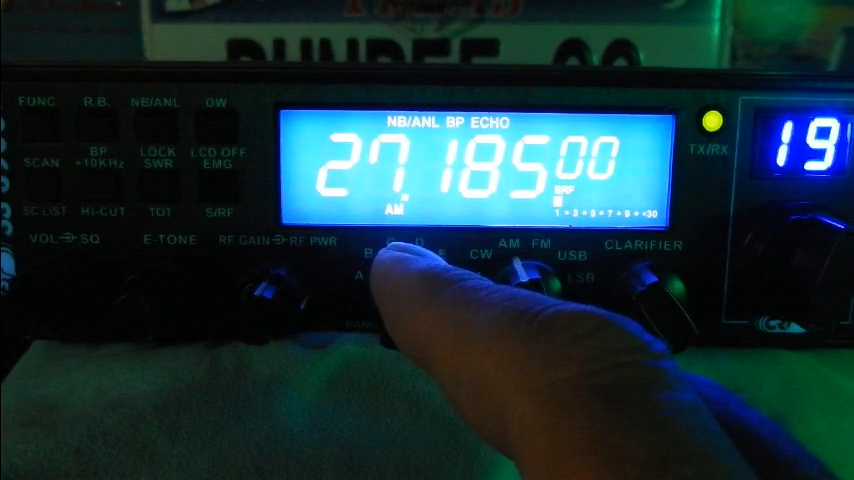 DUNDEE
FUNC R.B. NB/ANL DW
SCAN BP +10KHz LOCK SWR LCD OFF EMG
SC.LIST HI-CUT TOT S/RF
VOL SQ E-TONE RF GAIN RF PWR
NB/ANL BP ECHO
27.18500
BRF
AM
1 3 5 7 9 +30
TX/RX
19
C D
B E CW AM FM USB
A LSB
CLARIFIER